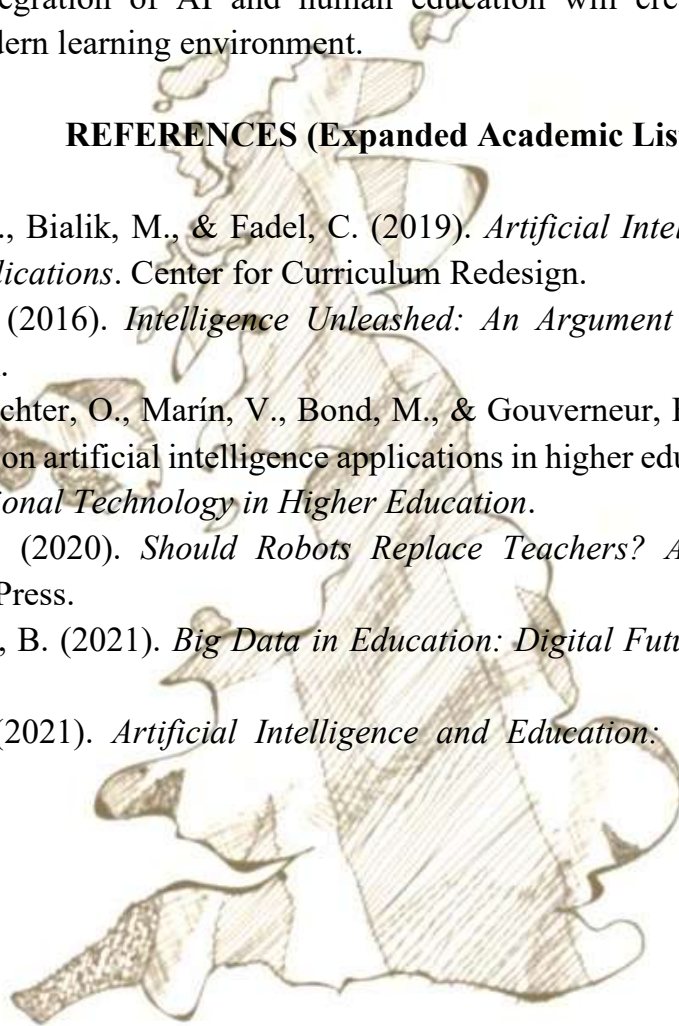 egration of AI and human education will cre
dern learning environment.
REFERENCES (Expanded Academic Lis
., Bialik, M., & Fadel, C. (2019). Artificial Intel
lications. Center for Curriculum Redesign.
(2016). Intelligence Unleashed: An Argument
.
chter, O., Marín, V., Bond, M., & Gouverneur, F
on artificial intelligence applications in higher edu
ional Technology in Higher Education.
(2020). Should Robots Replace Teachers? A
Press.
, B. (2021). Big Data in Education: Digital Futu
(2021). Artificial Intelligence and Education: